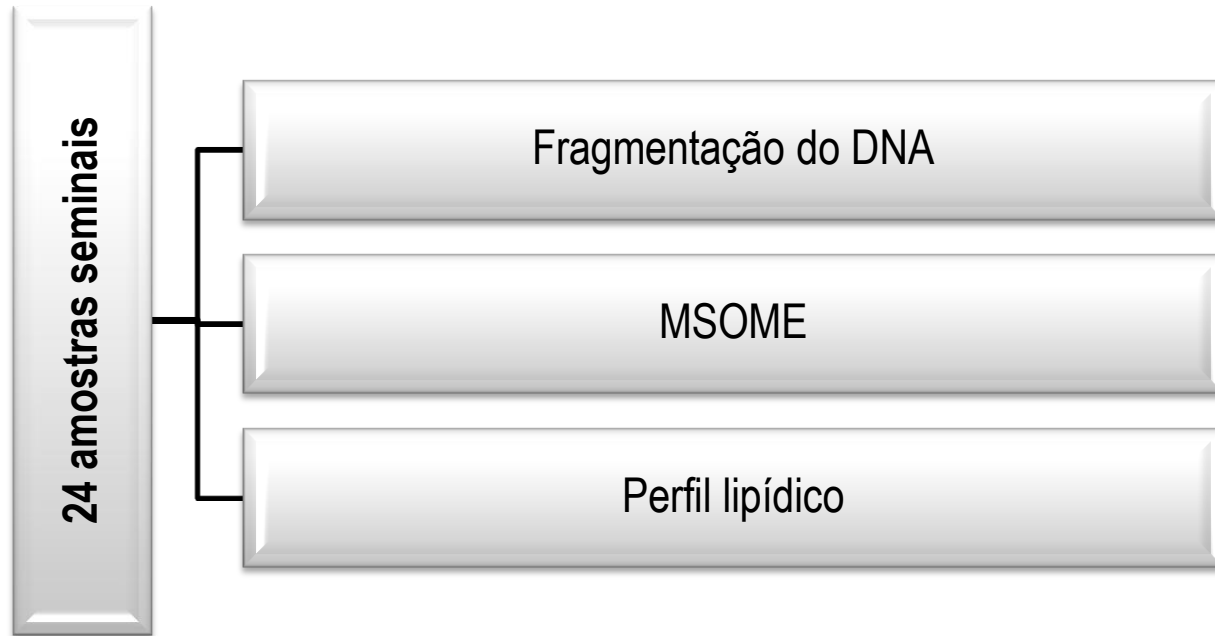 24 amostras seminais
Fragmentação do DNA
MSOME
Perfil lipídico